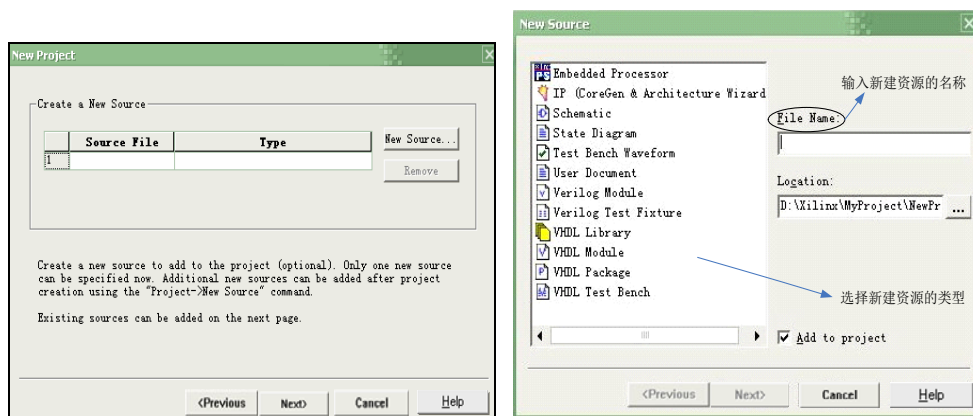 New Project
Create a New Source
Source File Type
1
New Source...
Remove
Create a new source to add to the project (optional). Only one new source
can be specified now. Additional new sources can be added after project
creation using the "Project->New Source" command.
Existing sources can be added on the next page.
<Previous Next> Cancel Help
New Source
Embedded Processor
IP (CoreGen & Architecture Wizard
Schematic
State Diagram
Test Bench Waveform
User Document
Verilog Module
Verilog Test Fixture
VHDL Library
VHDL Module
VHDL Package
VHDL Test Bench
输入新建资源的名称
File Name:
Location:
D:\Xilinx\MyProject\NewPr ...
选择新建资源的类型
Add to project
<Previous Next> Cancel Help